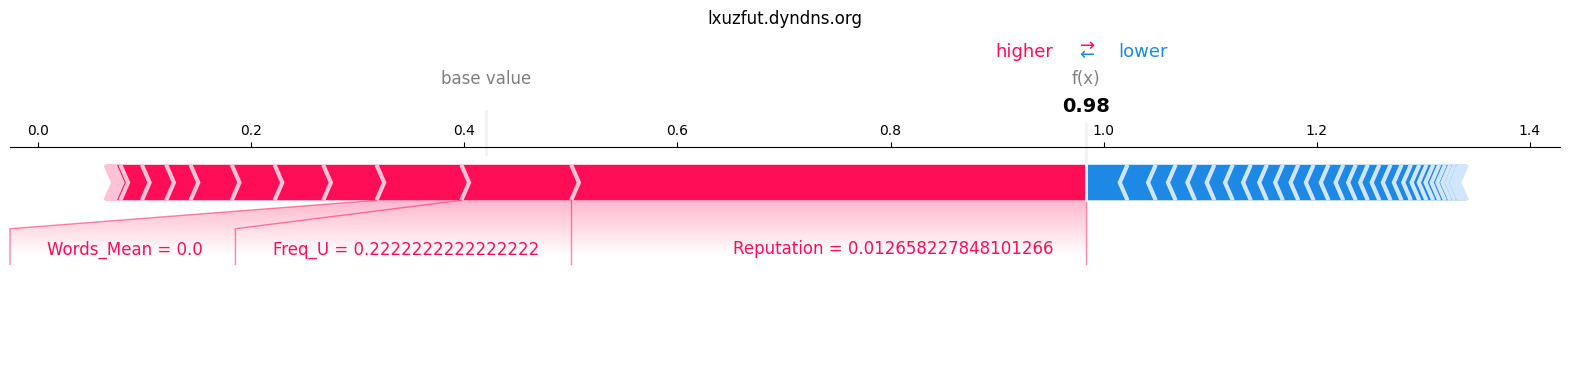 lxuzfut.dyndns.org
higher ⇄ lower
base value f(x)
0.98
0.0 0.2 0.4 0.6 0.8 1.0 1.2 1.4
Words_Mean = 0.0 Freq_U = 0.2222222222222222 Reputation = 0.012658227848101266